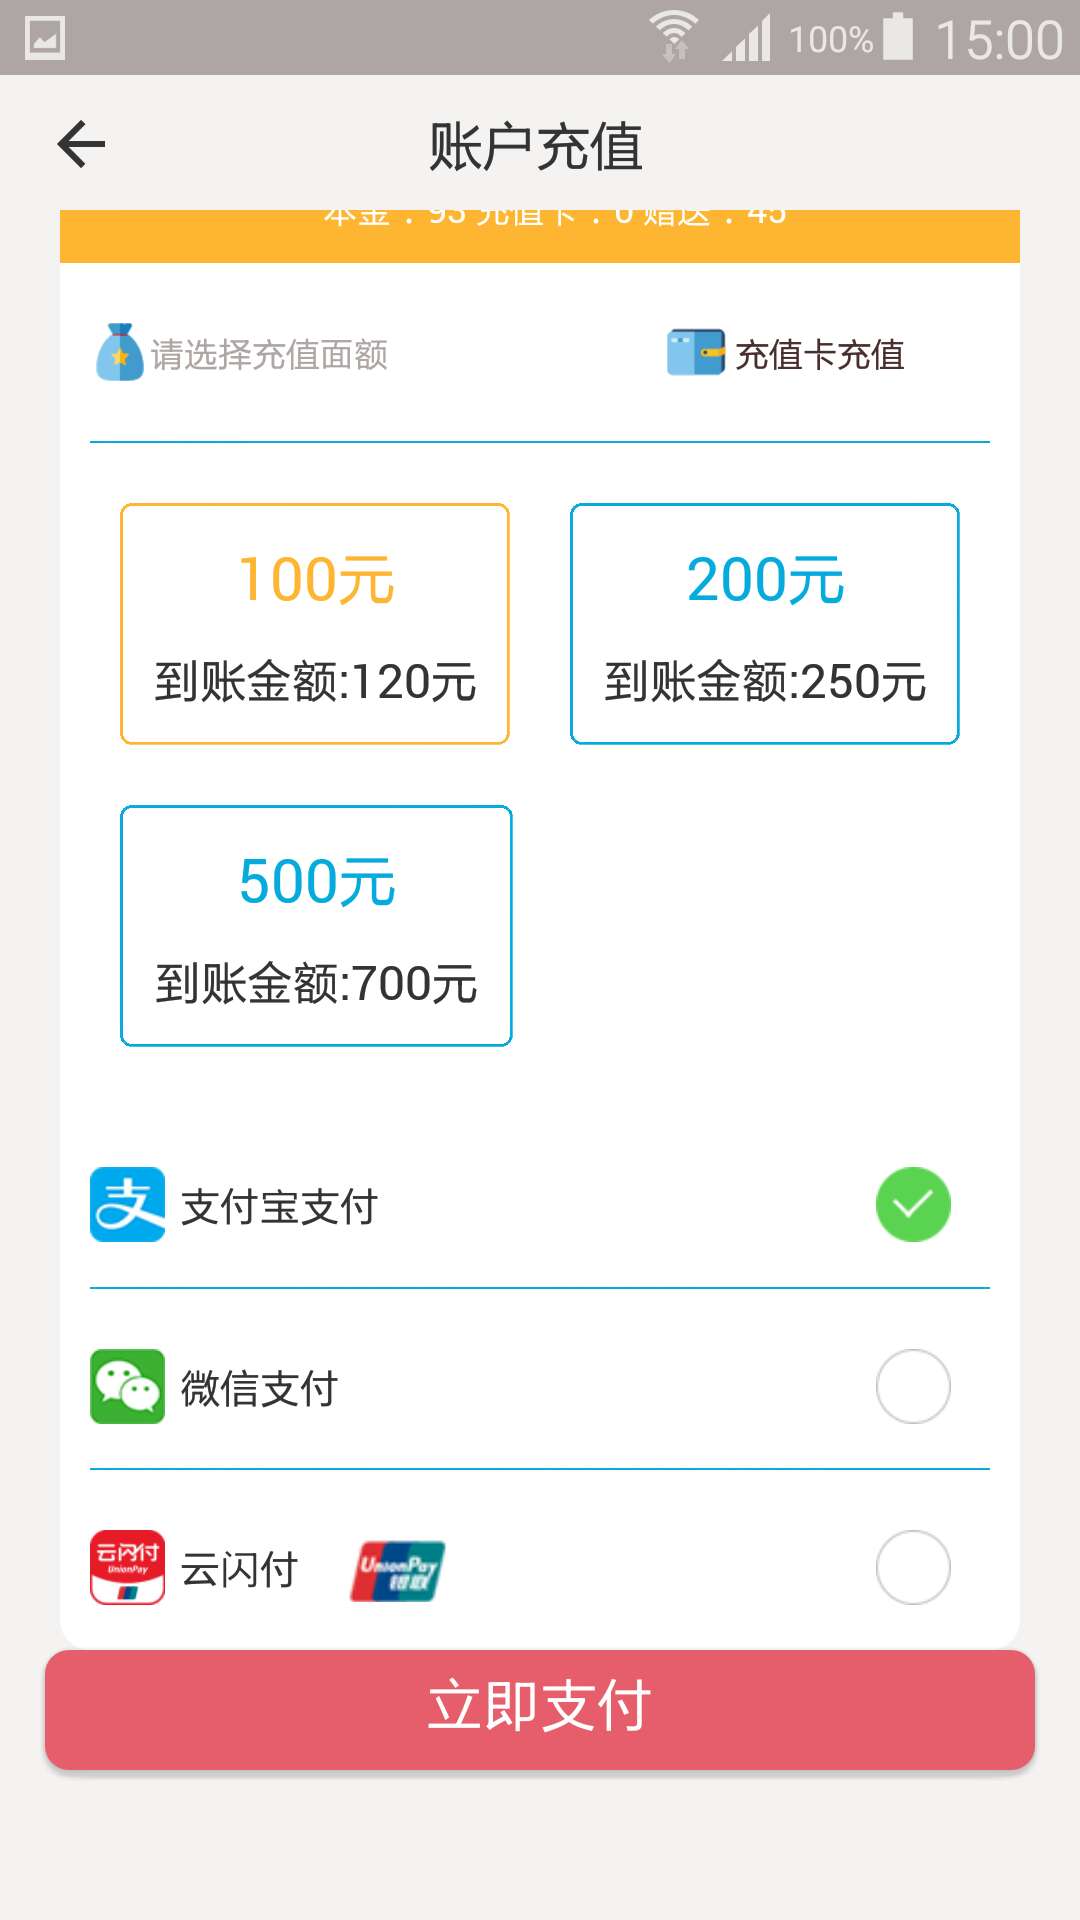 100% 15:00
账户充值
本金：93 充值卡：0 赠送：45
请选择充值面额 充值卡充值
100元 200元
到账金额:120元 到账金额:250元
500元
到账金额:700元
支 支付宝支付
微信支付
云闪付 UnionPay 云闪付 UnionPay 银联
立即支付